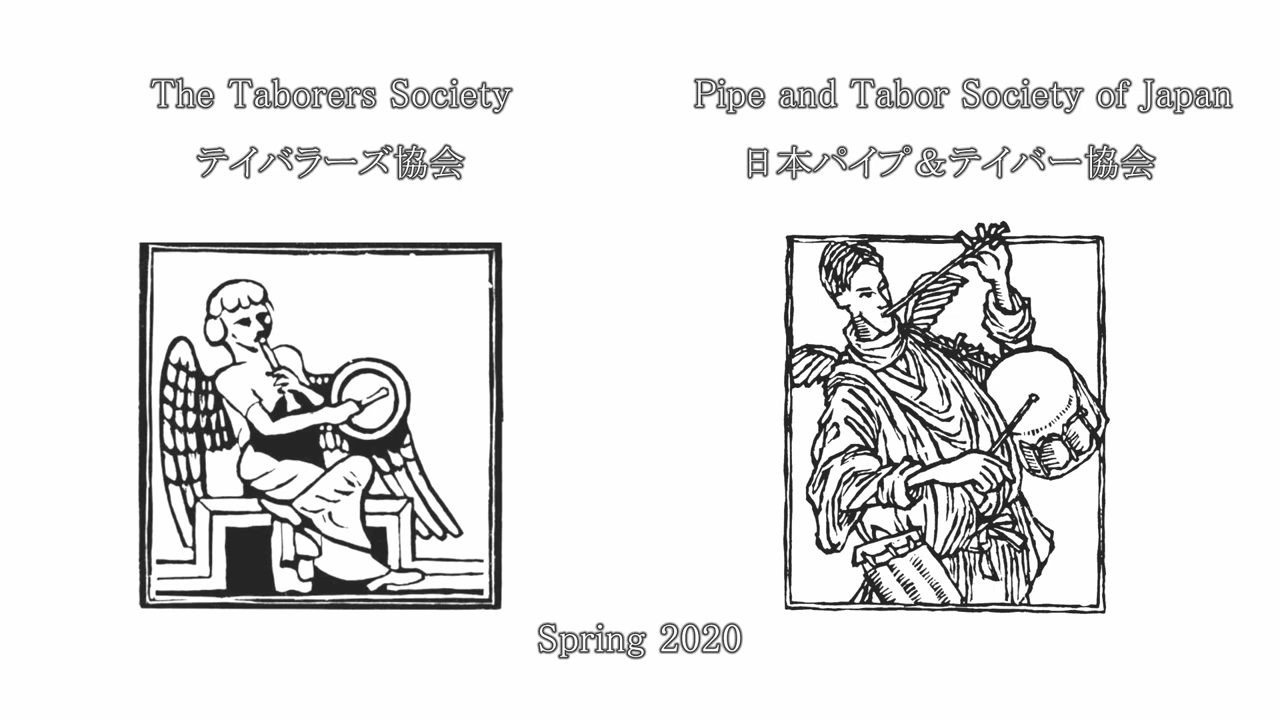 The Taborers Society
テイバラーズ協会
Pipe and Tabor Society of Japan
日本パイプ&テイバー協会
Spring 2020